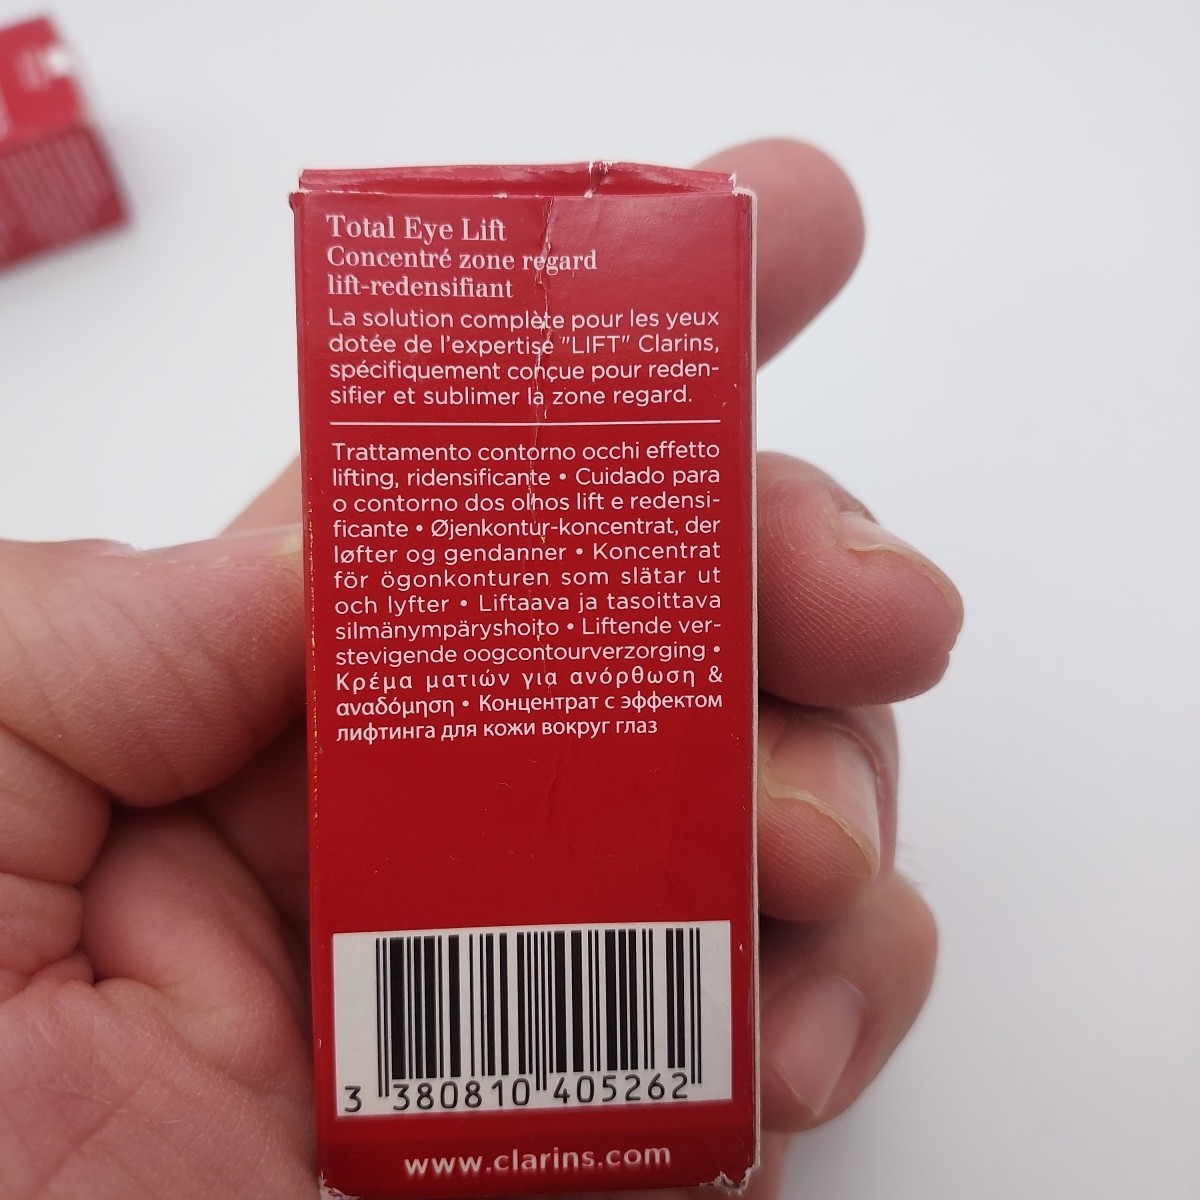 Total Eye Lift
Concentré zone regard
lift-redensifiant
La solution complète pour les yeux
dotée de l'expertise "LIFT" Clarins,
spécifiquement conçue pour reden-
sifier et sublimer la zone regard.
Trattamento contorno occhi effetto
lifting, ridensificante • Cuidado para
o contorno dos olhos lift e redensi-
ficante • Øjenkontur-koncentrat, der
løfter og gendanner • Koncentrat
för ögonkonturen som slätar ut
och lyfter • Liftaava ja tasoittava
silmänympäryshoito • Liftende ver-
stevigende oogcontourverzorging •
Κρέμα ματιών για ανόρθωση &
αναδόμηση • Концентрат с эффектом
лифтинга для кожи вокруг глаз
3 380810 405262
www.clarins.com